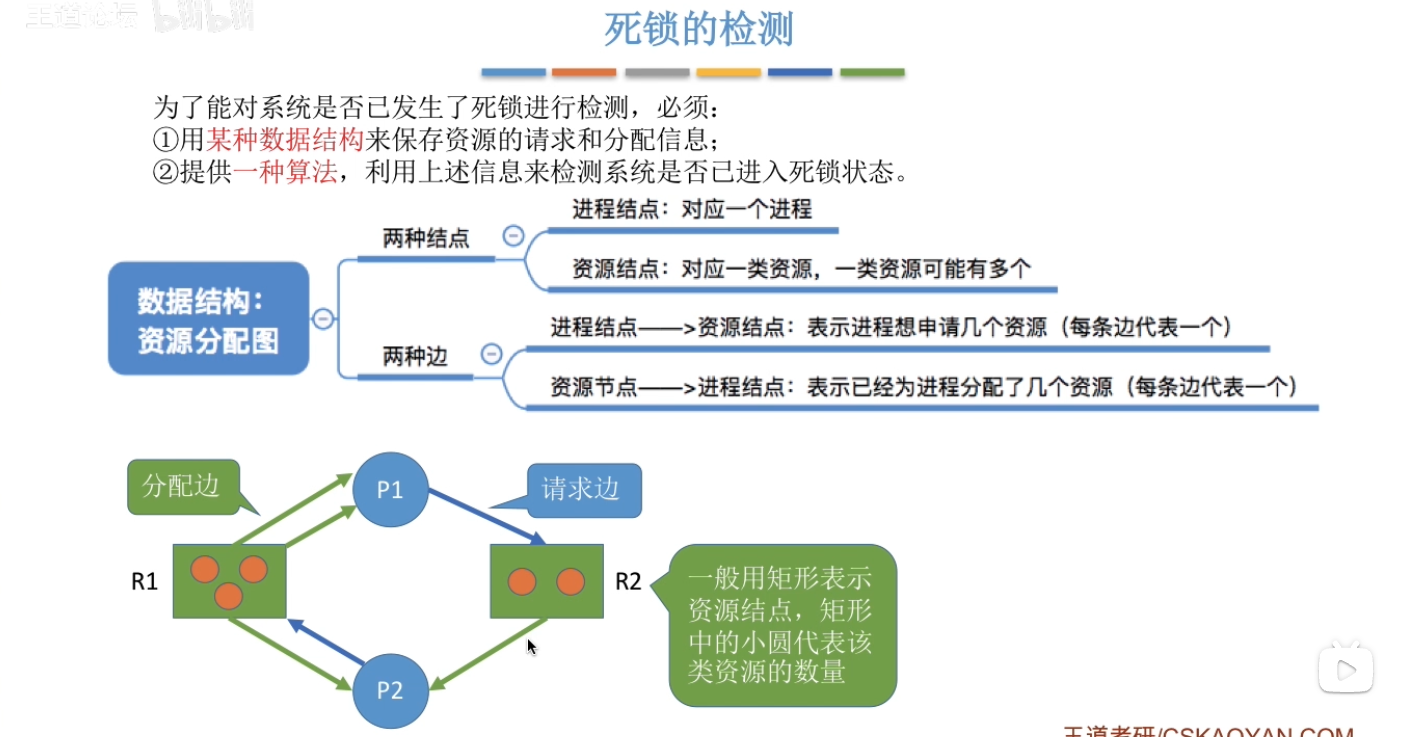 王道论坛 bilibili
死锁的检测
为了能对系统是否已发生了死锁进行检测，必须：
①用某种数据结构来保存资源的请求和分配信息；
②提供一种算法，利用上述信息来检测系统是否已进入死锁状态。
进程结点：对应一个进程
两种结点
资源结点：对应一类资源，一类资源可能有多个
数据结构：
资源分配图
进程结点——>资源结点：表示进程想申请几个资源（每条边代表一个）
两种边
资源节点——>进程结点：表示已经为进程分配了几个资源（每条边代表一个）
分配边
P1
请求边
R1
R2
一般用矩形表示
资源结点，矩形
中的小圆代表该
类资源的数量
P2
王道考研/CSKAOYAN.COM